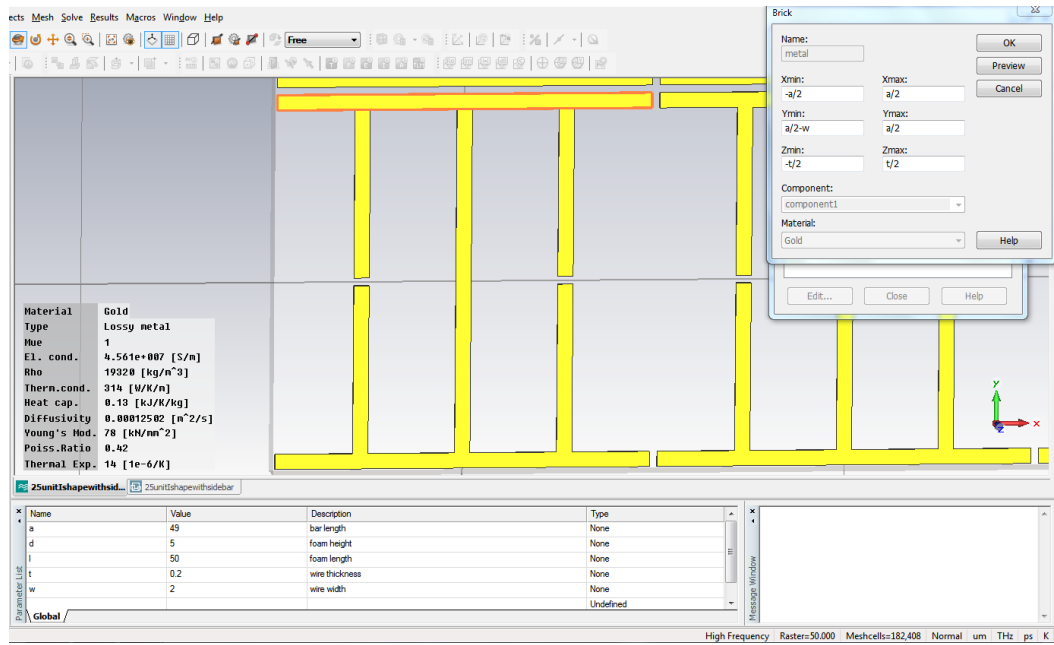 ects Mesh Solve Results Macros Window Help
Free
Brick
Name:
metal
OK
Preview
Xmin: Xmax:
-a/2 a/2
Cancel
Ymin: Ymax:
a/2-w a/2
Zmin: Zmax:
-t/2 t/2
Component:
component1
Material:
Gold
Help
Edit... Close Help
Material Gold
Type Lossy metal
Mue 1
El. cond. 4.561e+007 [S/m]
Rho 19320 [kg/m^3]
Therm.cond. 314 [W/K/m]
Heat cap. 0.13 [kJ/K/kg]
Diffusivity 0.00012502 [m^2/s]
Young's Mod. 78 [kN/mm^2]
Poiss.Ratio 0.42
Thermal Exp. 14 [1e-6/K]
y
x
z
25unitIshapewithsid... 25unitIshapewithsidebar
Name Value Description Type
a 49 bar length None
d 5 foam height None
l 50 foam length None
t 0.2 wire thickness None
w 2 wire width None
Undefined
Global
Parameter List
Message Window
High Frequency Raster=50.000 Meshcells=182,408 Normal um THz ps K